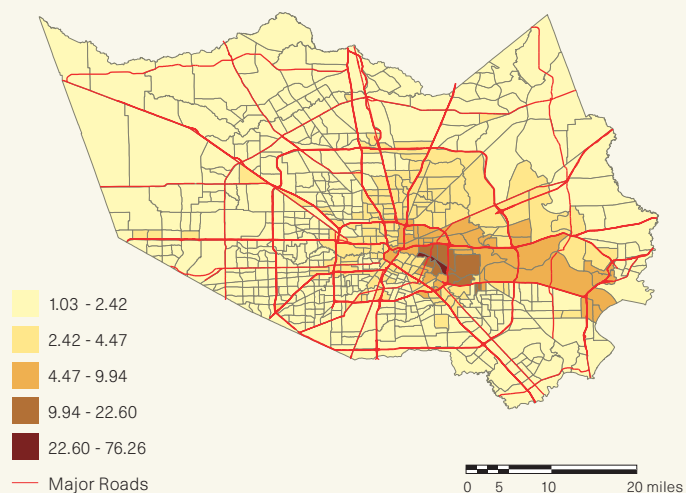 1.03 - 2.42
2.42 - 4.47
4.47 - 9.94
9.94 - 22.60
22.60 - 76.26
Major Roads
0 5 10 20 miles